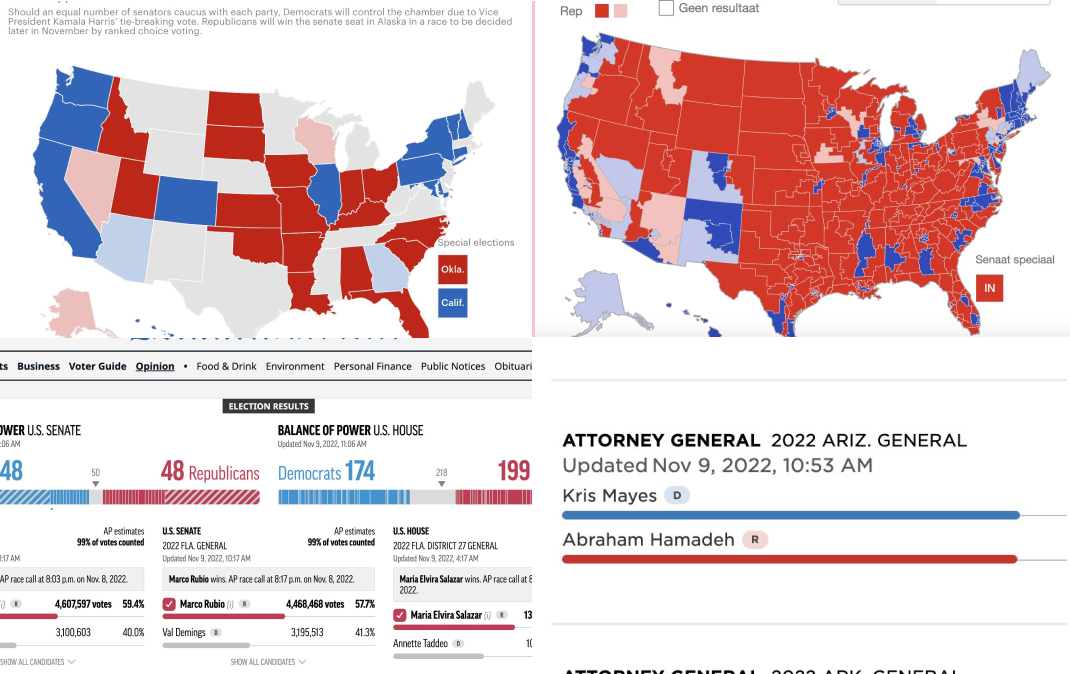 Should an equal number of senators caucus with each party, Democrats will control the chamber due to Vice
President Kamala Harris' tie-breaking vote. Republicans will win the senate seat in Alaska in a race to be decided
later in November by ranked choice voting.
Special elections
Okla.
Calif.
Rep
Geen resultaat
Senaat speciaal
IN
ts Business Voter Guide Opinion • Food & Drink Environment Personal Finance Public Notices Obituari
ELECTION RESULTS
OWER U.S. SENATE
:06 AM
48
50
48 Republicans
BALANCE OF POWER U.S. HOUSE
Updated Nov 9, 2022, 11:06 AM
Democrats 174
218
199
AP estimates
99% of votes counted
:17 AM
AP race call at 8:03 p.m. on Nov. 8, 2022.
(i) R 4,607,597 votes 59.4%
3,100,603 40.0%
SHOW ALL CANDIDATES
U.S. SENATE
2022 FLA. GENERAL
Updated Nov 9, 2022, 10:17 AM
AP estimates
99% of votes counted
Marco Rubio wins. AP race call at 8:17 p.m. on Nov. 8, 2022.
Marco Rubio (i) R 4,468,468 votes 57.7%
Val Demings D 3,195,513 41.3%
SHOW ALL CANDIDATES
U.S. HOUSE
2022 FLA. DISTRICT 27 GENERAL
Updated Nov 9, 2022, 4:17 AM
Maria Elvira Salazar wins. AP race call at 8
2022.
Maria Elvira Salazar (i) R 13
Annette Taddeo D 10
ATTORNEY GENERAL 2022 ARIZ. GENERAL
Updated Nov 9, 2022, 10:53 AM
Kris Mayes D
Abraham Hamadeh R
ATTORNEY GENERAL 2022 ARK. GENERAL